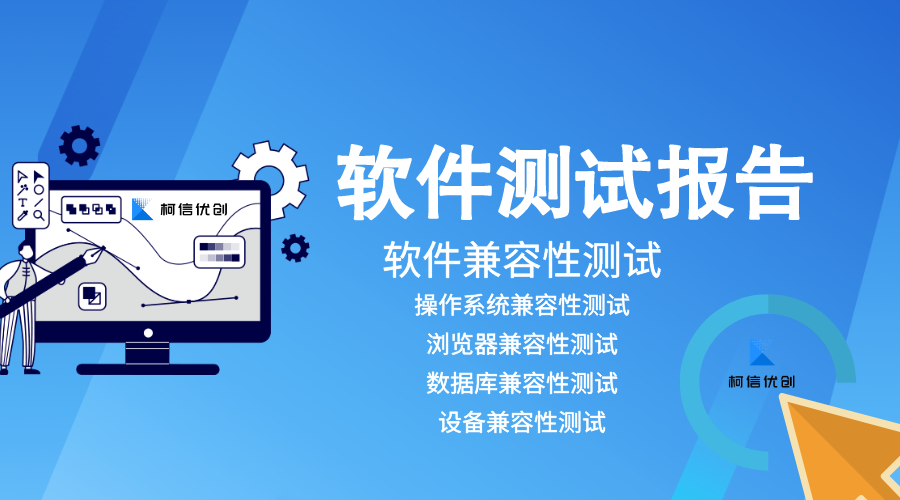 柯信优创
软件测试报告
软件兼容性测试
操作系统兼容性测试
浏览器兼容性测试
数据库兼容性测试
设备兼容性测试
柯信优创
T